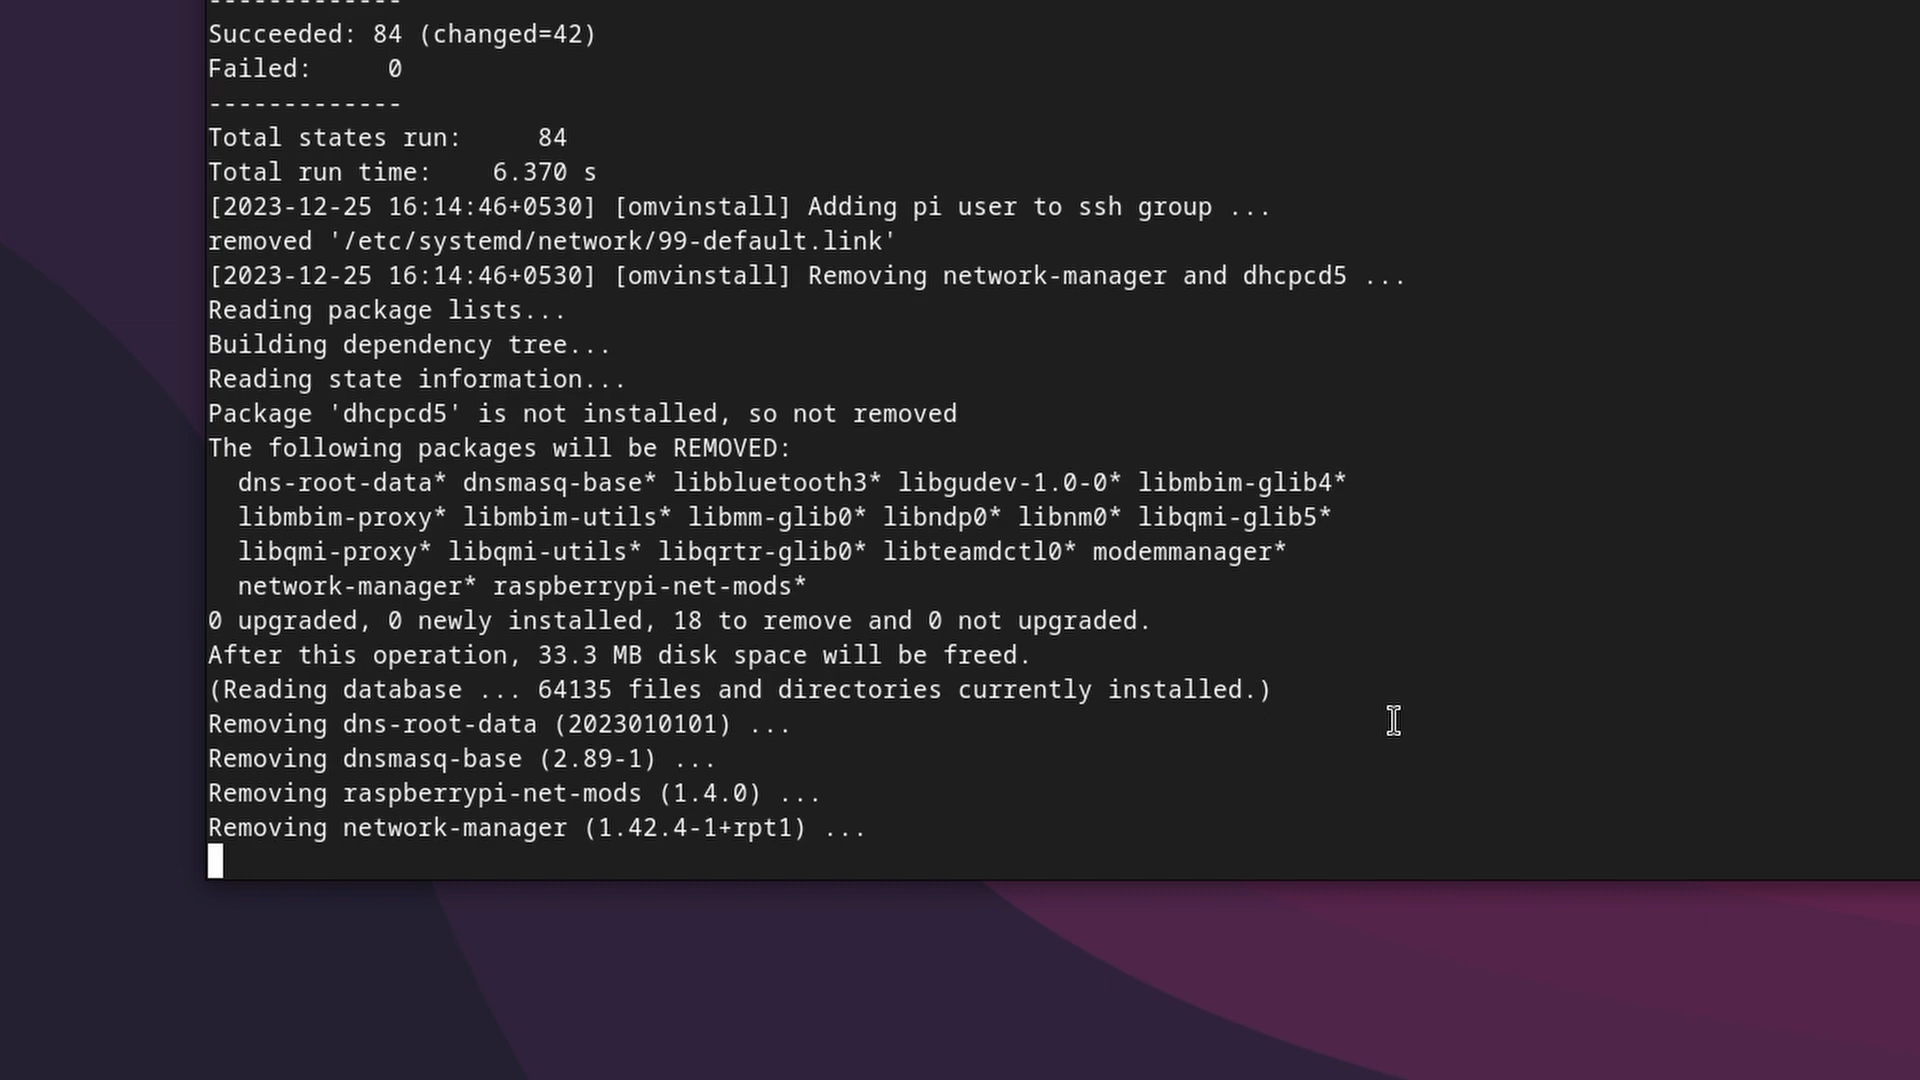 -------------
Succeeded: 84 (changed=42)
Failed:     0
-------------
Total states run:     84
Total run time:    6.370 s
[2023-12-25 16:14:46+0530] [omvinstall] Adding pi user to ssh group ...
removed '/etc/systemd/network/99-default.link'
[2023-12-25 16:14:46+0530] [omvinstall] Removing network-manager and dhcpcd5 ...
Reading package lists...
Building dependency tree...
Reading state information...
Package 'dhcpcd5' is not installed, so not removed
The following packages will be REMOVED:
  dns-root-data* dnsmasq-base* libbluetooth3* libgudev-1.0-0* libmbim-glib4*
  libmbim-proxy* libmbim-utils* libmm-glib0* libndp0* libnm0* libqmi-glib5*
  libqmi-proxy* libqmi-utils* libqrtr-glib0* libteamdctl0* modemmanager*
  network-manager* raspberrypi-net-mods*
0 upgraded, 0 newly installed, 18 to remove and 0 not upgraded.
After this operation, 33.3 MB disk space will be freed.
(Reading database ... 64135 files and directories currently installed.)
Removing dns-root-data (2023010101) ...
Removing dnsmasq-base (2.89-1) ...
Removing raspberrypi-net-mods (1.4.0) ...
Removing network-manager (1.42.4-1+rpt1) ...